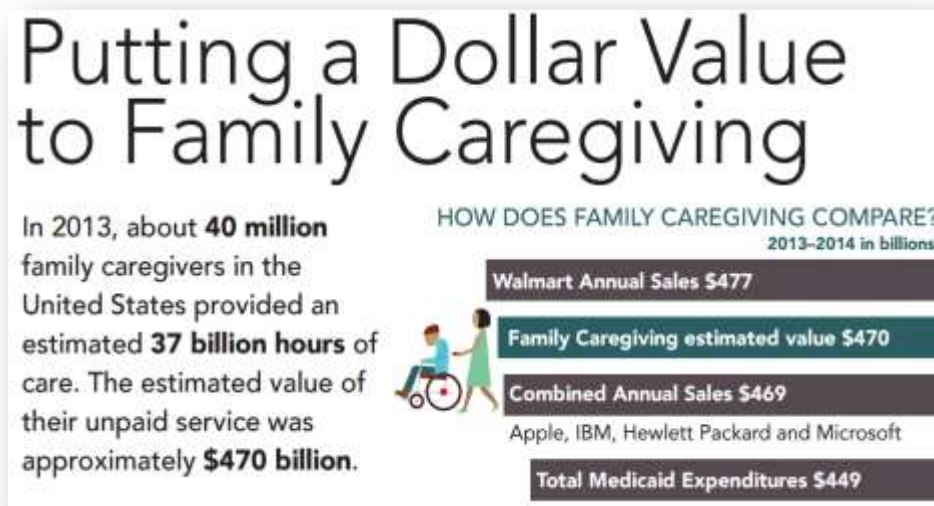 Putting a Dollar Value
to Family Caregiving
In 2013, about 40 million
family caregivers in the
United States provided an
estimated 37 billion hours of
care. The estimated value of
their unpaid service was
approximately $470 billion.
HOW DOES FAMILY CAREGIVING COMPARE?
2013–2014 in billions
Walmart Annual Sales $477
Family Caregiving estimated value $470
Combined Annual Sales $469
Apple, IBM, Hewlett Packard and Microsoft
Total Medicaid Expenditures $449